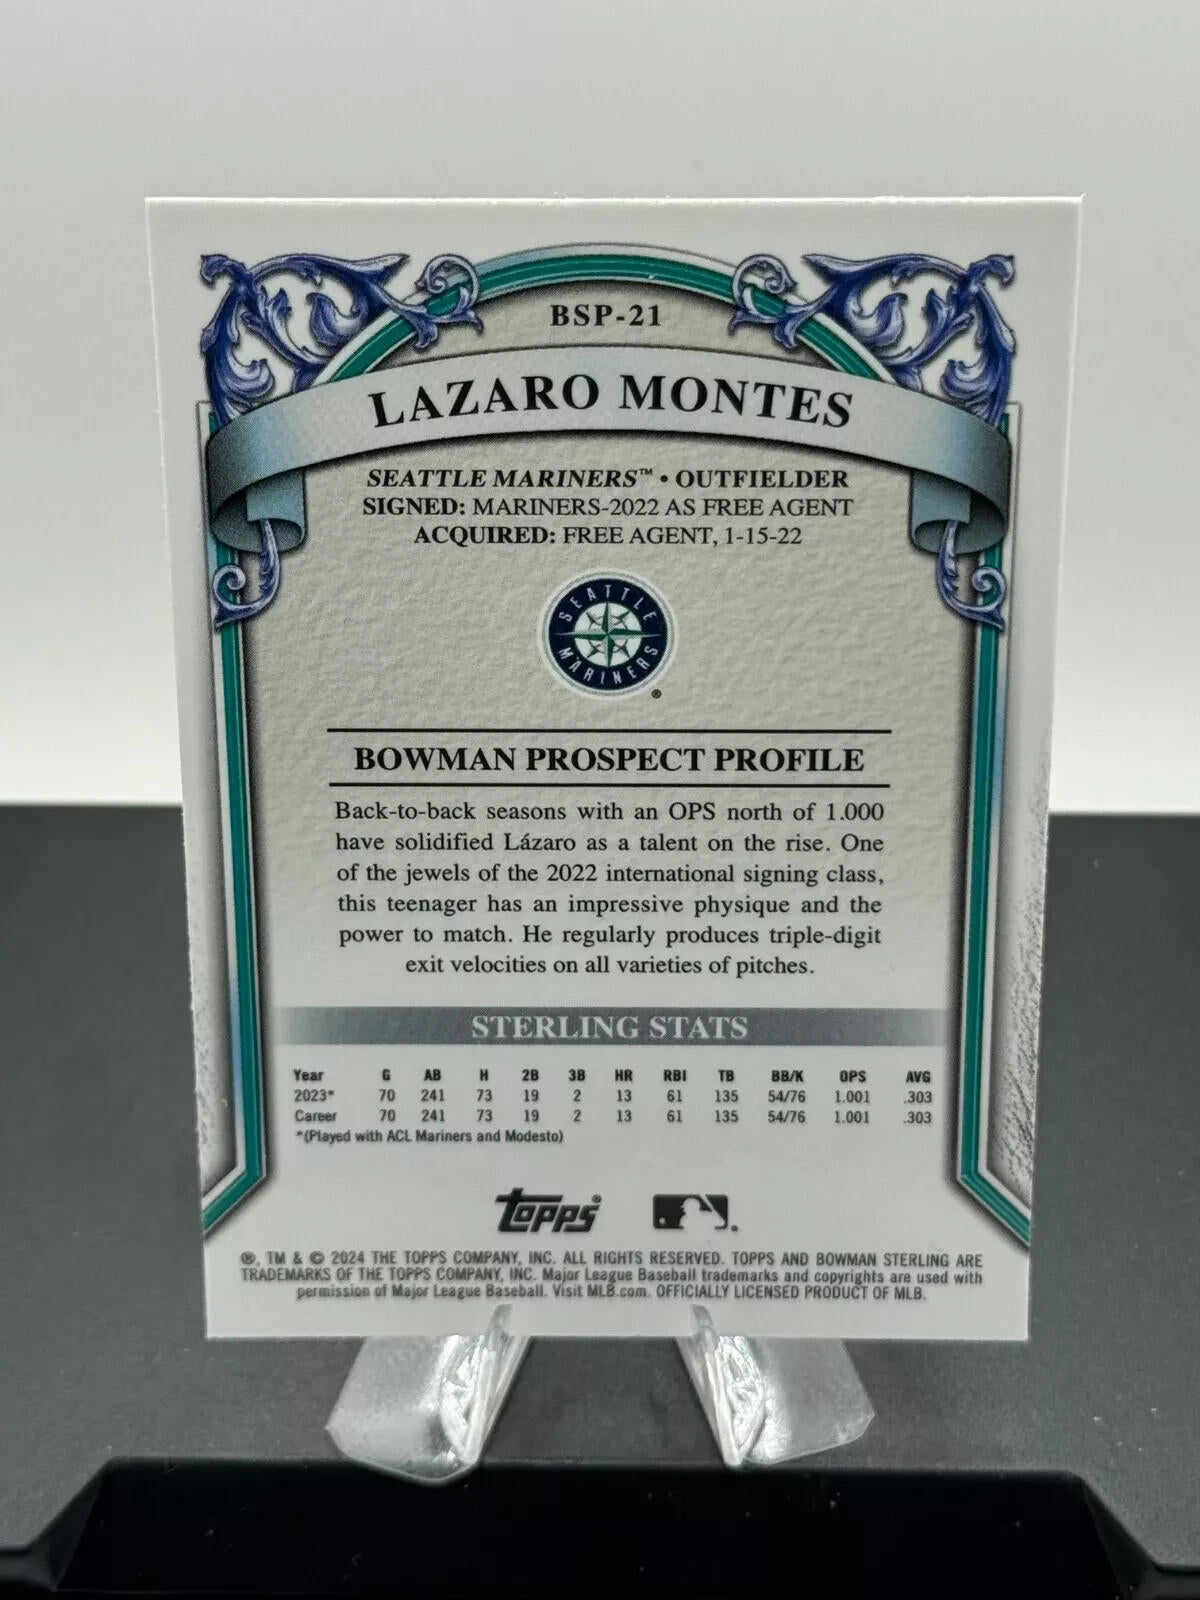 BSP-21
LAZARO MONTES
SEATTLE MARINERS™ • OUTFIELDER
SIGNED: MARINERS-2022 AS FREE AGENT
ACQUIRED: FREE AGENT, 1-15-22
SEATTLE
MARINERS
®
BOWMAN PROSPECT PROFILE
Back-to-back seasons with an OPS north of 1.000
have solidified Lázaro as a talent on the rise. One
of the jewels of the 2022 international signing class,
this teenager has an impressive physique and the
power to match. He regularly produces triple-digit
exit velocities on all varieties of pitches.
STERLING STATS
Year G AB H 2B 3B HR RBI TB BB/K OPS AVG
2023* 70 241 73 19 2 13 61 135 54/76 1.001 .303
Career 70 241 73 19 2 13 61 135 54/76 1.001 .303
*(Played with ACL Mariners and Modesto)
topps®
®, TM & © 2024 THE TOPPS COMPANY, INC. ALL RIGHTS RESERVED. TOPPS AND BOWMAN STERLING ARE
TRADEMARKS OF THE TOPPS COMPANY, INC. Major League Baseball trademarks and copyrights are used with
permission of Major League Baseball. Visit MLB.com. OFFICIALLY LICENSED PRODUCT OF MLB.